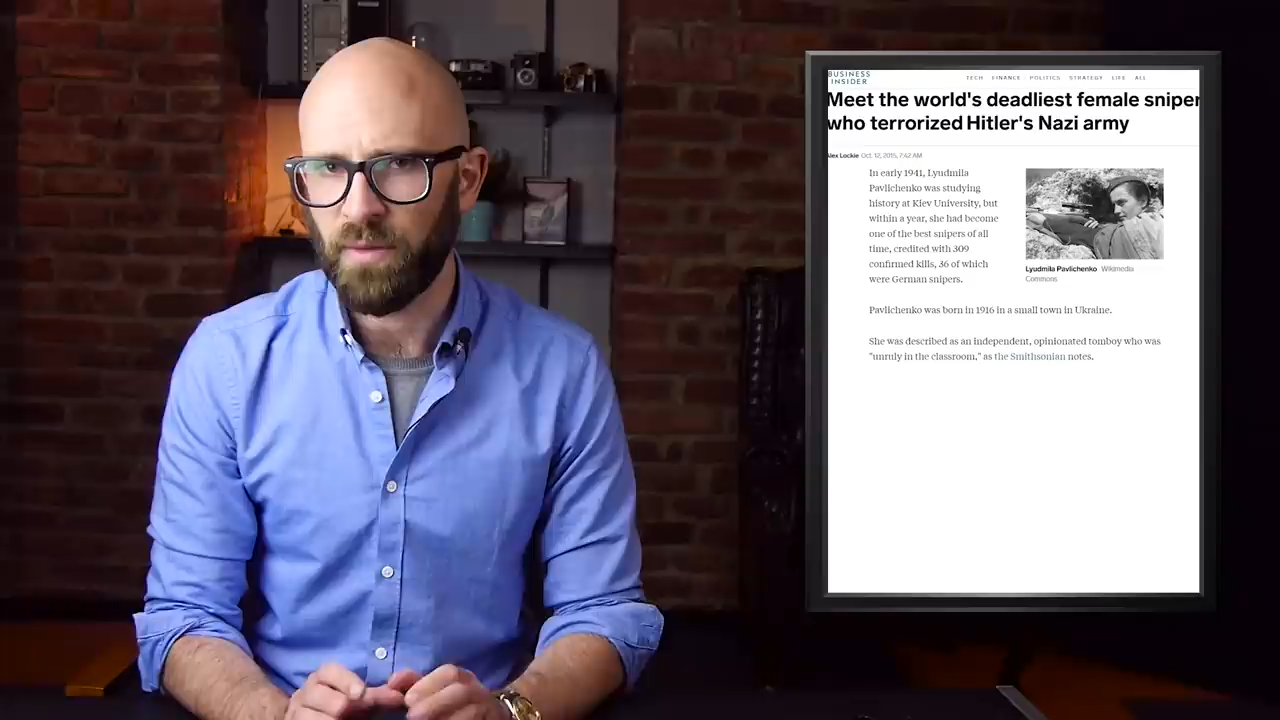 BUSINESS
INSIDER
TECH FINANCE POLITICS STRATEGY LIFE ALL
Meet the world's deadliest female sniper
who terrorized Hitler's Nazi army
Alex Lockie Oct. 12, 2015, 7:42 AM
In early 1941, Lyudmila
Pavlichenko was studying
history at Kiev University, but
within a year, she had become
one of the best snipers of all
time, credited with 309
confirmed kills, 36 of which
were German snipers.
Lyudmila Pavlichenko Wikimedia
Commons
Pavlichenko was born in 1916 in a small town in Ukraine.
She was described as an independent, opinionated tomboy who was
"unruly in the classroom," as the Smithsonian notes.